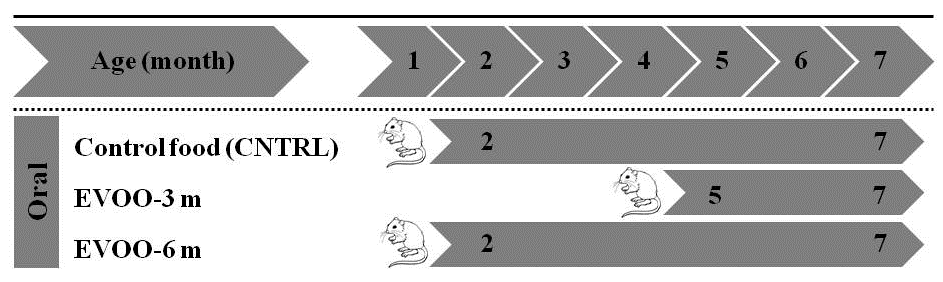 Age (month) 1 2 3 4 5 6 7
Oral
Control food (CNTRL) 2 7
EVOO-3 m 5 7
EVOO-6 m 2 7